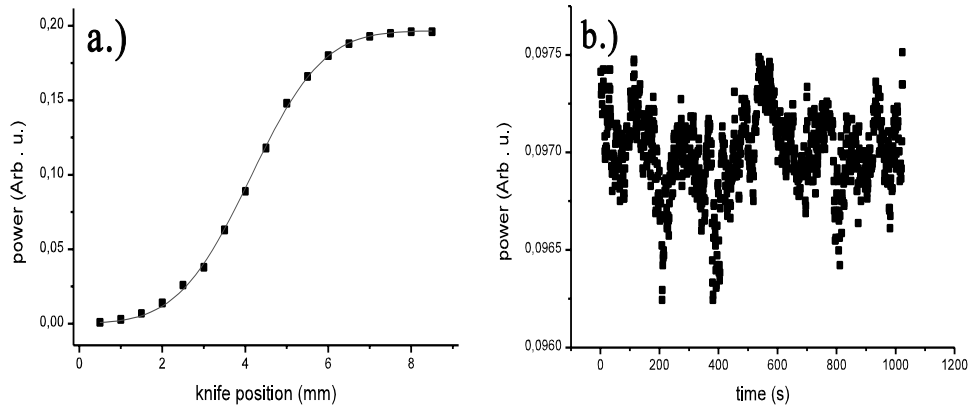 a.)
0,20
0,15
0,10
0,05
0,00
power (Arb . u.)
0 2 4 6 8
knife position (mm)
b.)
0,0975
0,0970
0,0965
0,0960
power (Arb . u.)
0 200 400 600 800 1000 1200
time (s)